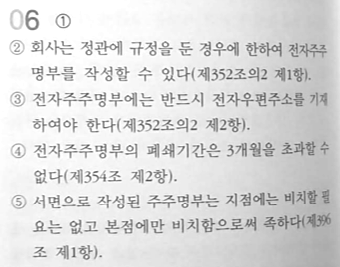 06 ①
② 회사는 정관에 규정을 둔 경우에 한하여 전자주주
명부를 작성할 수 있다(제352조의2 제1항).
③ 전자주주명부에는 반드시 전자우편주소를 기재
하여야 한다(제352조의2 제2항).
④ 전자주주명부의 폐쇄기간은 3개월을 초과할 수
없다(제354조 제2항).
⑤ 서면으로 작성된 주주명부는 지점에는 비치할 필
요는 없고 본점에만 비치함으로써 족하다(제396
조 제1항).